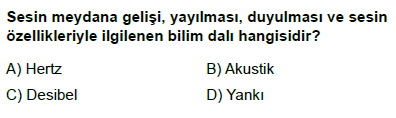 Sesin meydana gelişi, yayılması, duyulması ve sesin
özellikleriyle ilgilenen bilim dalı hangisidir?
A) Hertz B) Akustik
C) Desibel D) Yankı